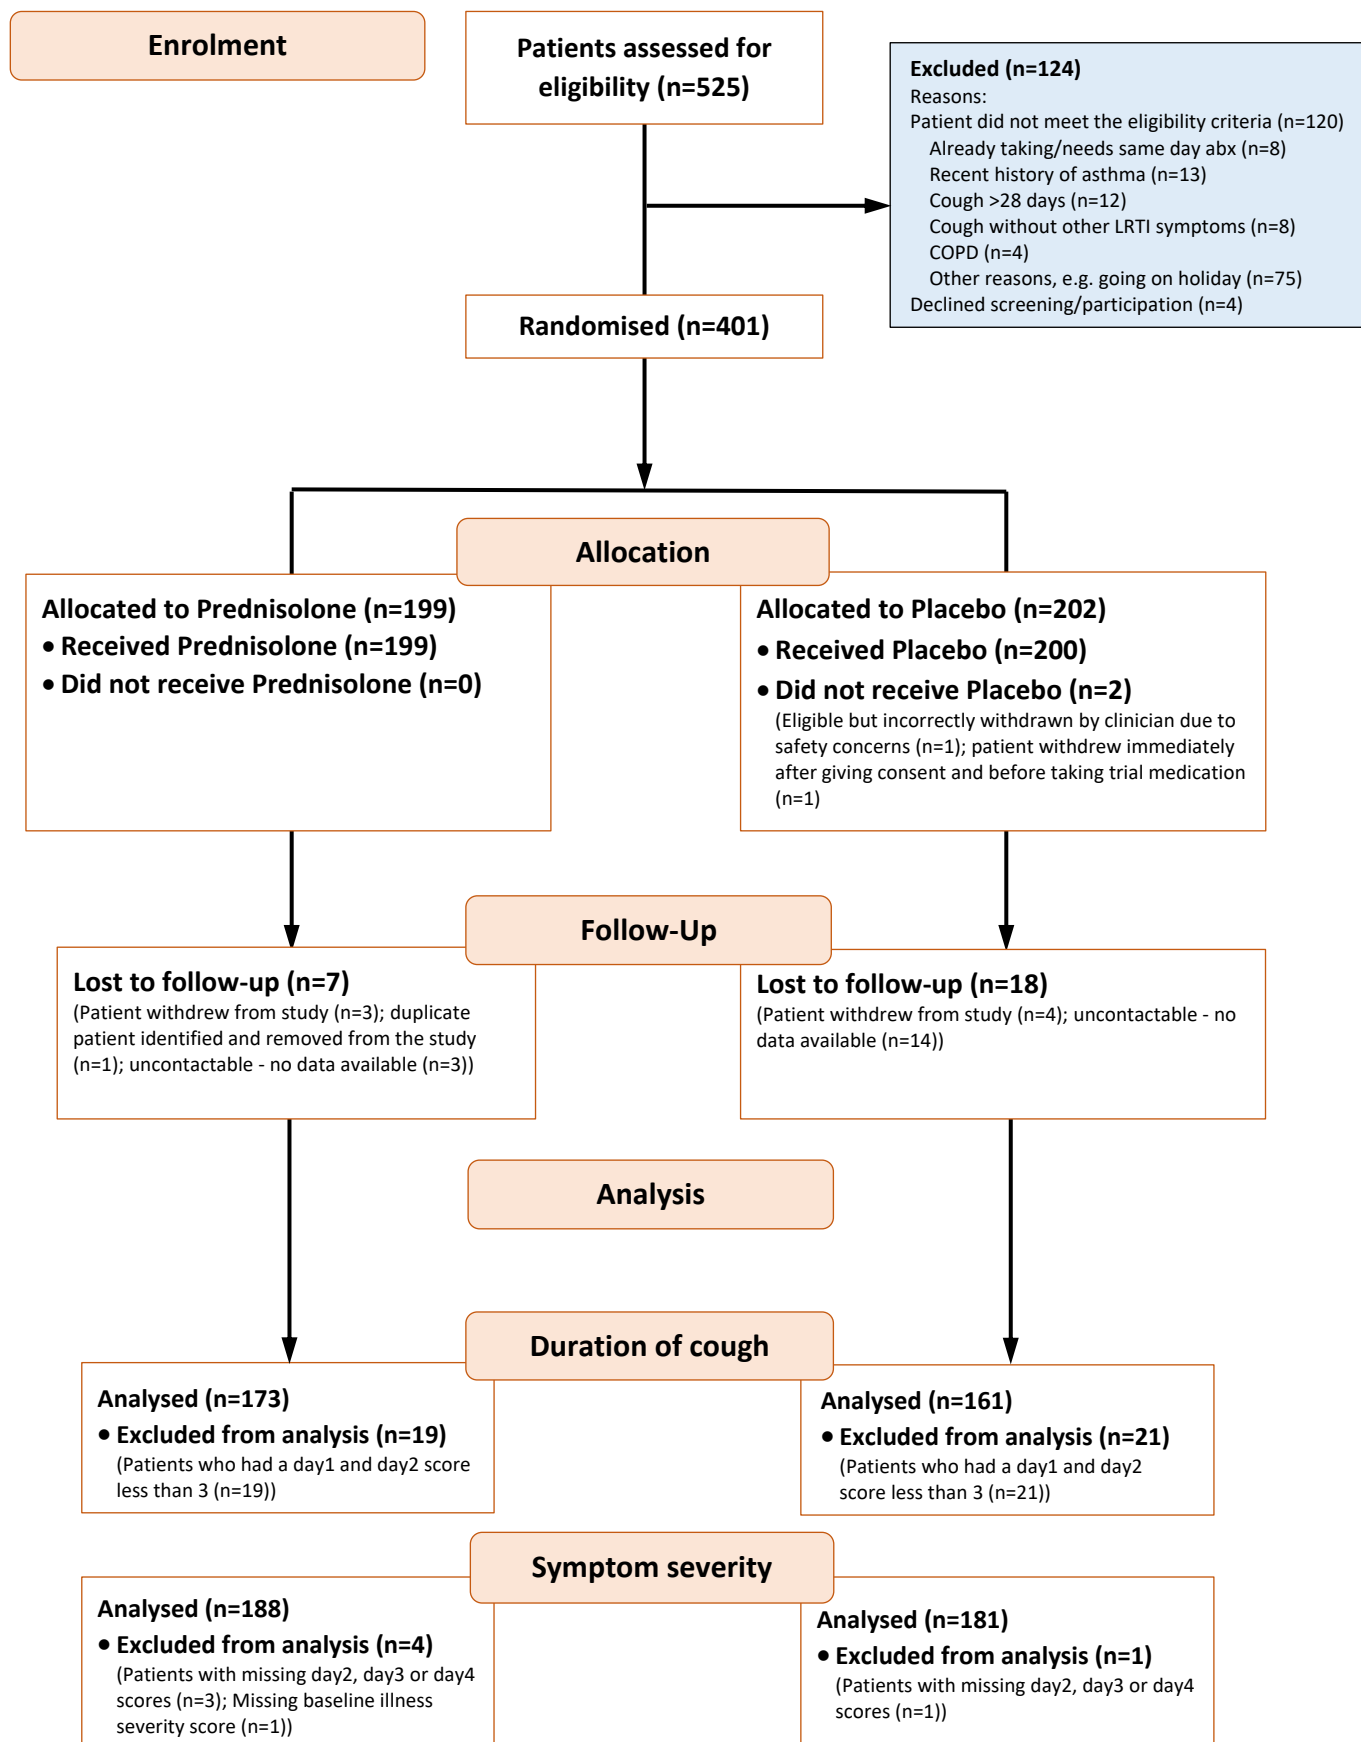 Enrolment
Patients assessed for
eligibility (n=525)
Excluded (n=124)
Reasons:
Patient did not meet the eligibility criteria (n=120)
Already taking/needs same day abx (n=8)
Recent history of asthma (n=13)
Cough >28 days (n=12)
Cough without other LRTI symptoms (n=8)
COPD (n=4)
Other reasons, e.g. going on holiday (n=75)
Declined screening/participation (n=4)
Randomised (n=401)
Allocation
Allocated to Prednisolone (n=199)
• Received Prednisolone (n=199)
• Did not receive Prednisolone (n=0)
Allocated to Placebo (n=202)
• Received Placebo (n=200)
• Did not receive Placebo (n=2)
(Eligible but incorrectly withdrawn by clinician due to
safety concerns (n=1); patient withdrew immediately
after giving consent and before taking trial medication
(n=1)
Follow-Up
Lost to follow-up (n=7)
(Patient withdrew from study (n=3); duplicate
patient identified and removed from the study
(n=1); uncontactable - no data available (n=3))
Lost to follow-up (n=18)
(Patient withdrew from study (n=4); uncontactable - no
data available (n=14))
Analysis
Duration of cough
Analysed (n=173)
• Excluded from analysis (n=19)
(Patients who had a day1 and day2 score
less than 3 (n=19))
Analysed (n=161)
• Excluded from analysis (n=21)
(Patients who had a day1 and day2
score less than 3 (n=21))
Symptom severity
Analysed (n=188)
• Excluded from analysis (n=4)
(Patients with missing day2, day3 or day4
scores (n=3); Missing baseline illness
severity score (n=1))
Analysed (n=181)
• Excluded from analysis (n=1)
(Patients with missing day2, day3 or day4
scores (n=1))